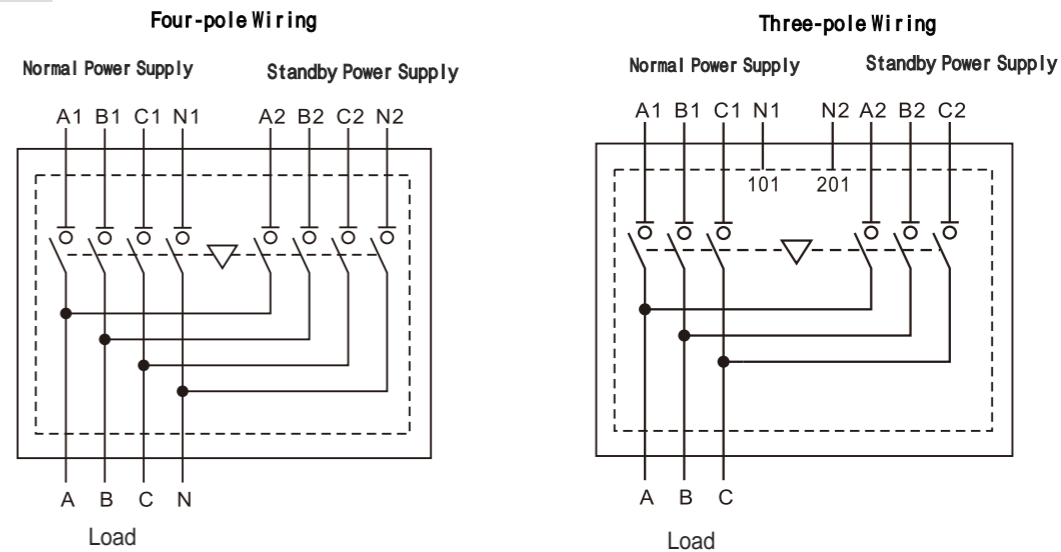 Four-pole Wiring
Normal Power Supply
Standby Power Supply
A1 B1 C1 N1 A2 B2 C2 N2
A B C N
Load
Three-pole Wiring
Normal Power Supply
Standby Power Supply
A1 B1 C1 N1 N2 A2 B2 C2
101 201
A B C
Load